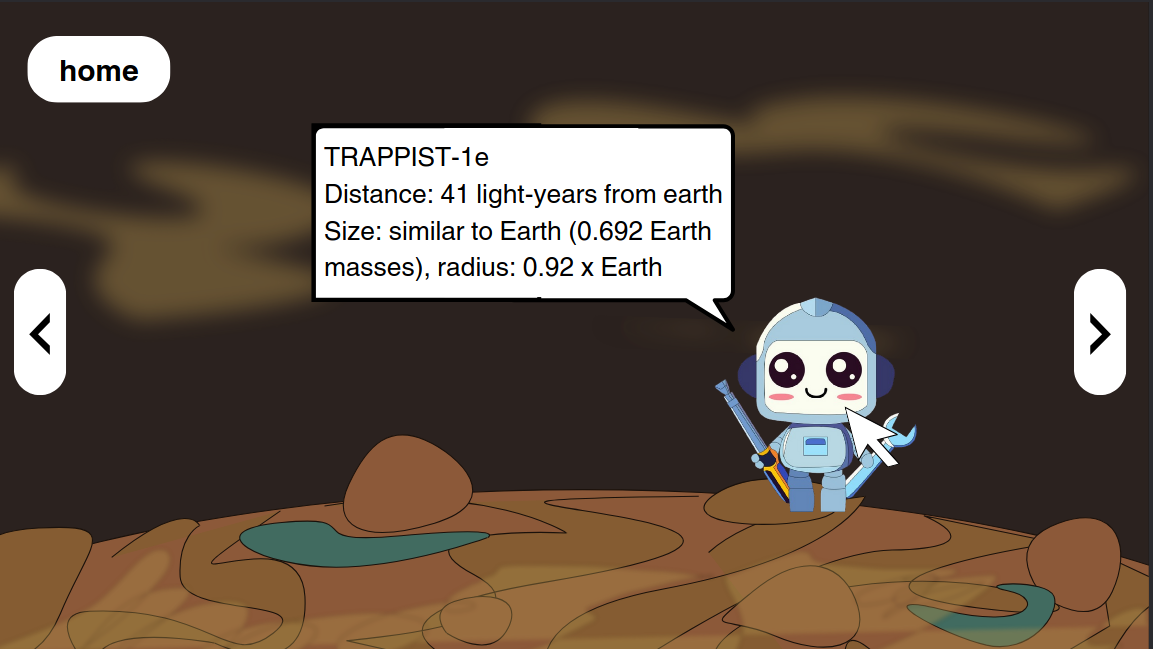 home
TRAPPIST-1e
Distance: 41 light-years from earth
Size: similar to Earth (0.692 Earth
masses), radius: 0.92 x Earth